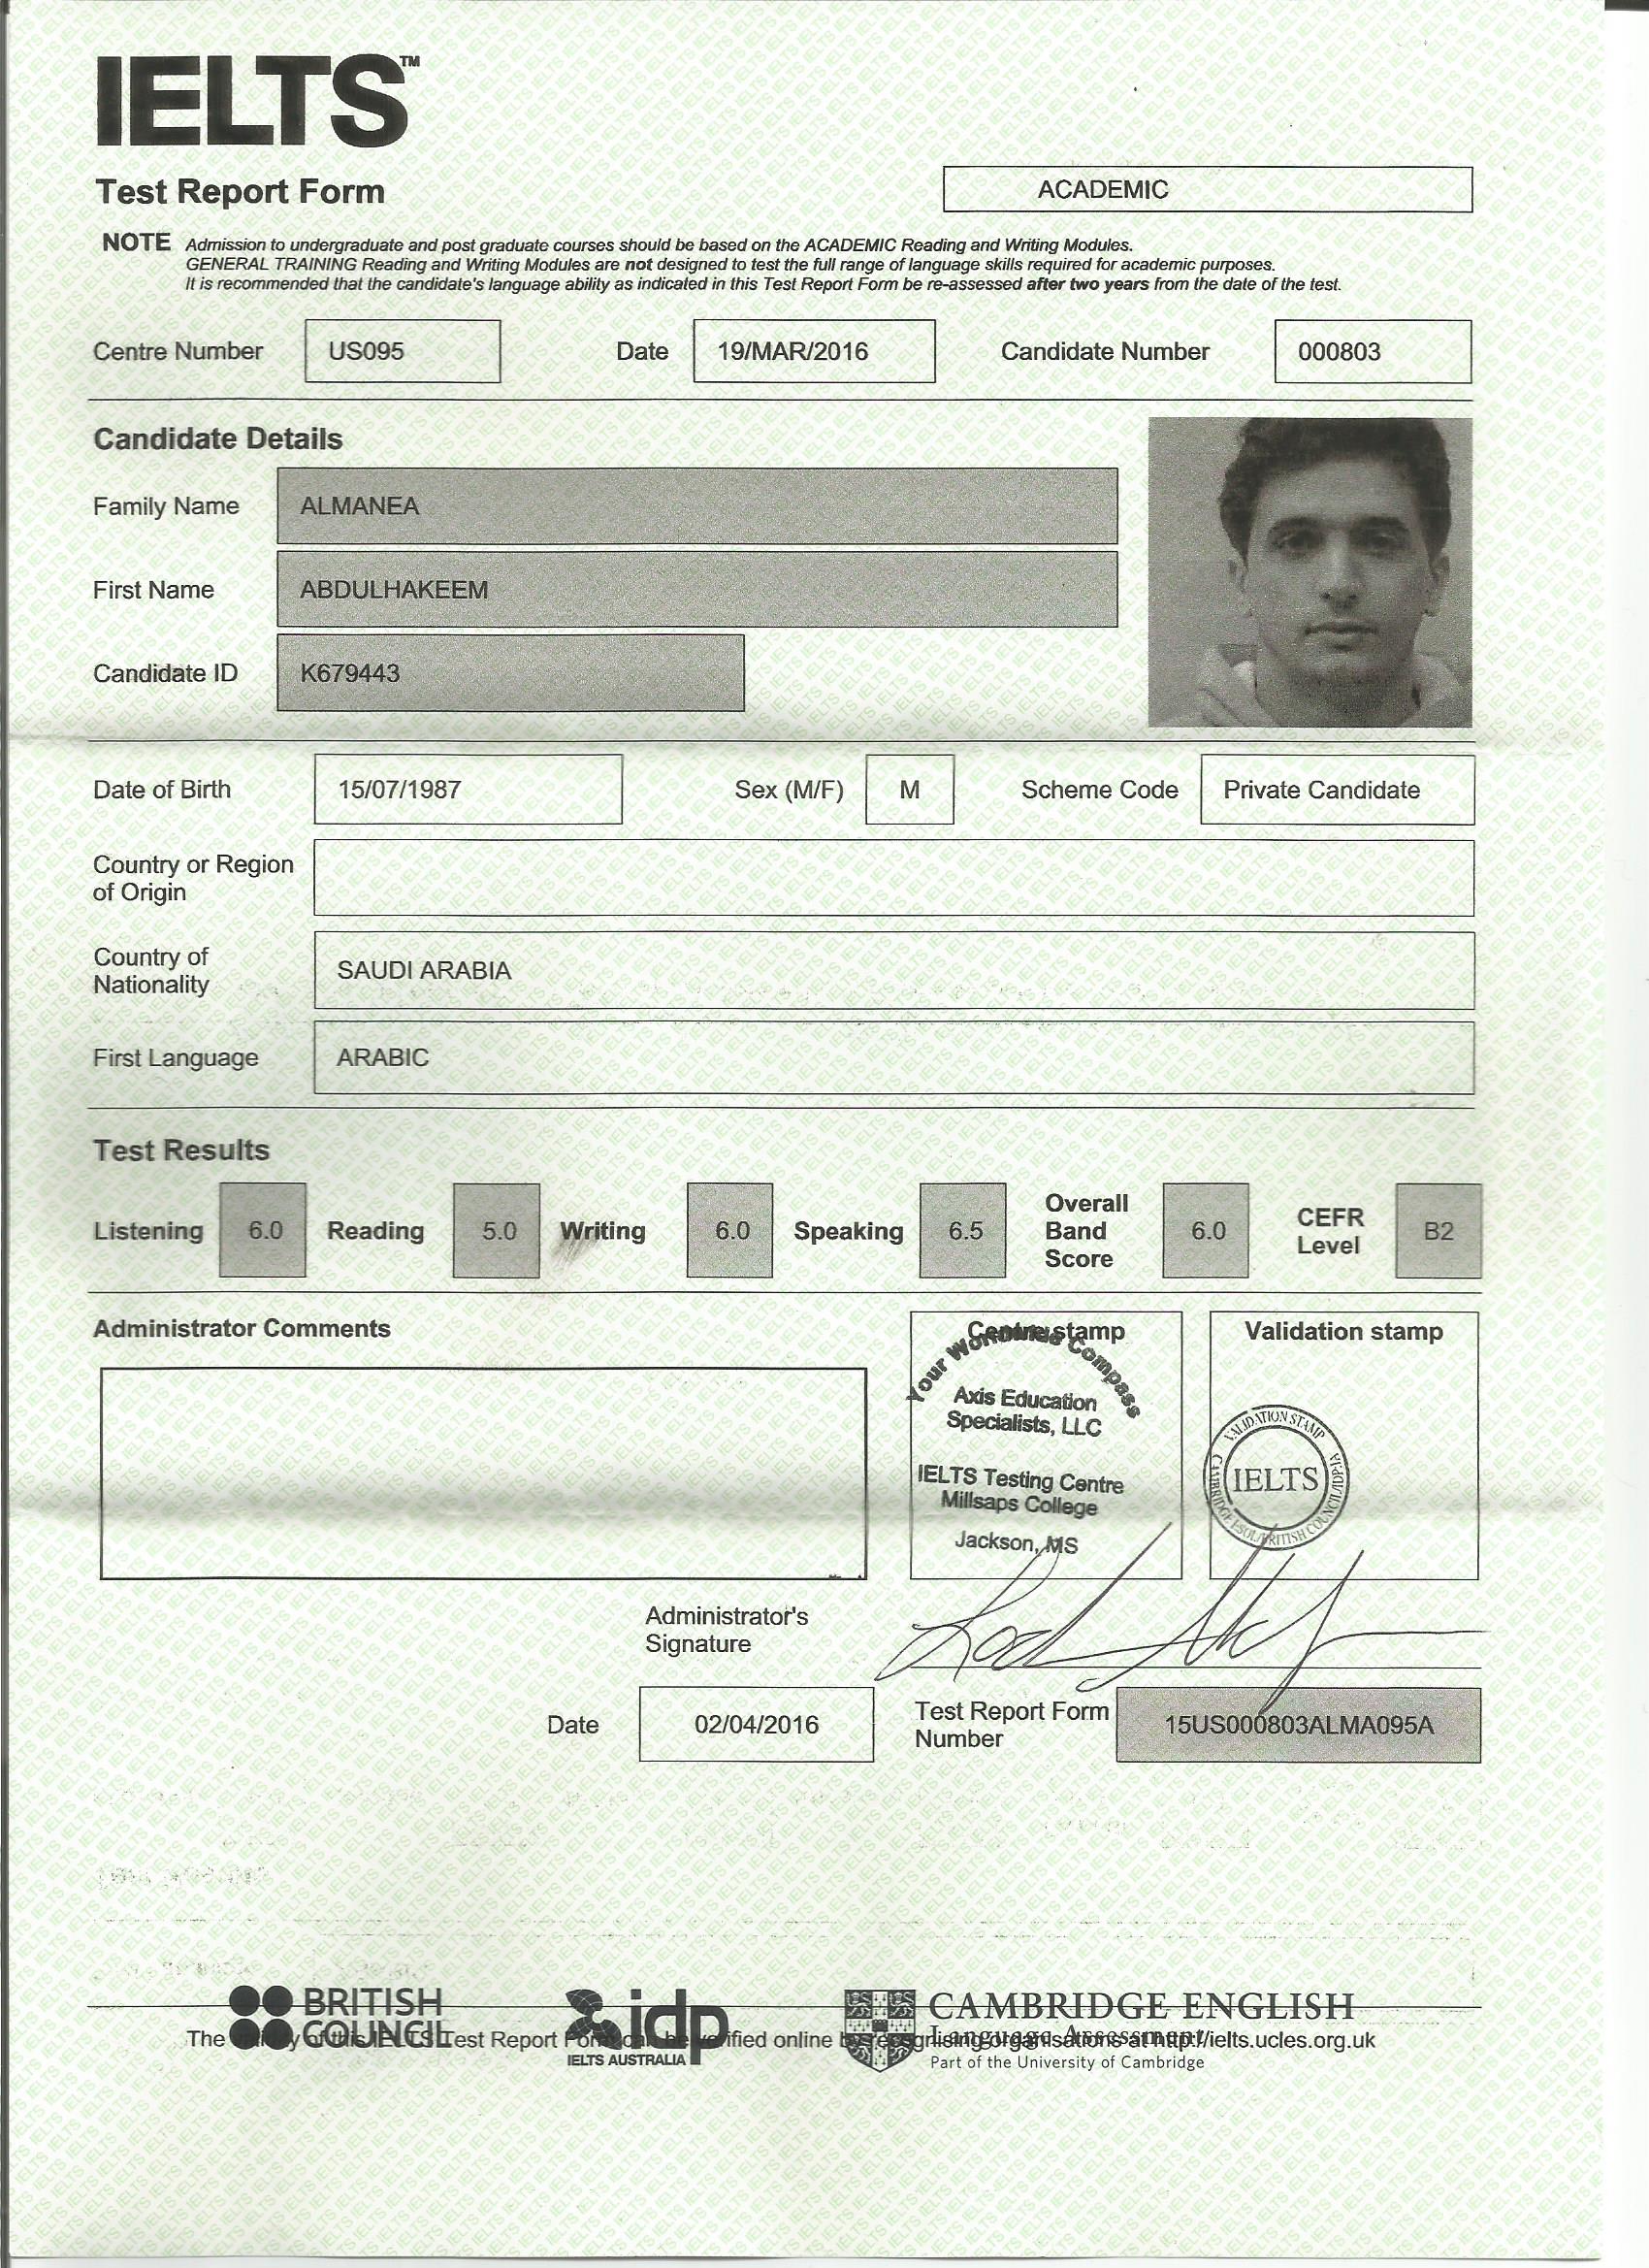 IELTS™
Test Report Form
ACADEMIC
NOTE Admission to undergraduate and post graduate courses should be based on the ACADEMIC Reading and Writing Modules.
GENERAL TRAINING Reading and Writing Modules are not designed to test the full range of language skills required for academic purposes.
It is recommended that the candidate's language ability as indicated in this Test Report Form be re-assessed after two years from the date of the test.
Centre Number US095 Date 19/MAR/2016 Candidate Number 000803
Candidate Details
Family Name ALMANEA
First Name ABDULHAKEEM
Candidate ID K679443
Date of Birth 15/07/1987 Sex (M/F) M Scheme Code Private Candidate
Country or Region
of Origin
Country of
Nationality
SAUDI ARABIA
First Language ARABIC
Test Results
Listening 6.0 Reading 5.0 Writing 6.0 Speaking 6.5
Overall
Band
Score
6.0
CEFR
Level
B2
Administrator Comments
Centre stamp
Your Worldwide Compass
Axis Education
Specialists, LLC
IELTS Testing Centre
Millsaps College
Jackson, MS
Validation stamp
VALIDATION STAMP
IELTS
CAMBRIDGE ESOL/BRITISH COUNCIL/IDP:IA
Administrator's
Signature
Date 02/04/2016
Test Report Form
Number
15US000803ALMA095A
BRITISH
COUNCIL
idp
IELTS AUSTRALIA
CAMBRIDGE ENGLISH
Language Assessment
Part of the University of Cambridge
The validity of this IELTS Test Report Form can be verified online by recognising organisations at http://ielts.ucles.org.uk